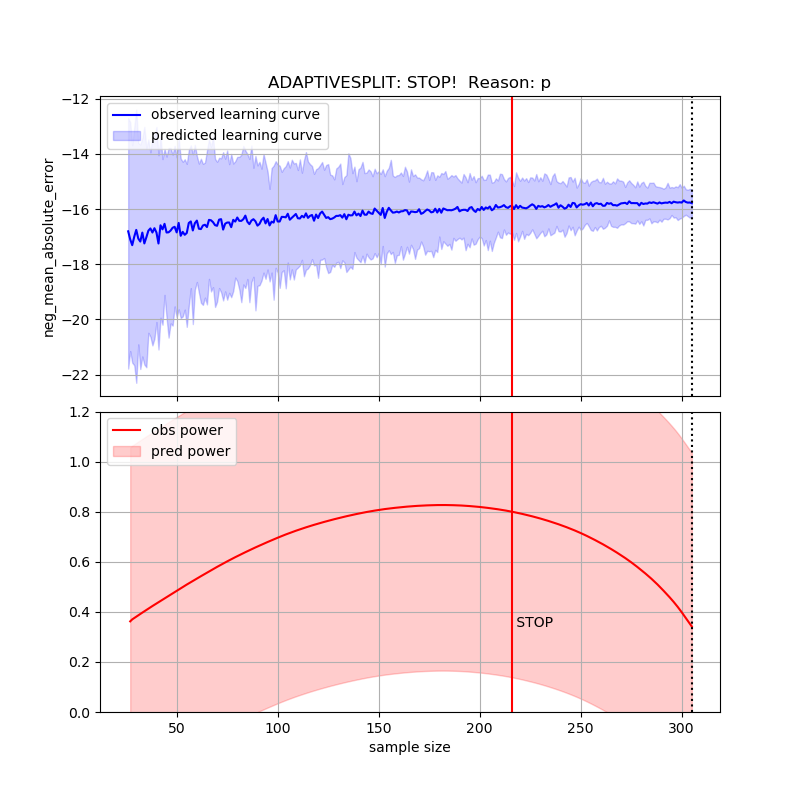 ADAPTIVESPLIT: STOP!  Reason: p
observed learning curve
predicted learning curve
neg_mean_absolute_error
−12
−14
−16
−18
−20
−22
obs power
pred power
1.2
1.0
0.8
0.6
0.4
0.2
0.0
STOP
50
100
150
200
250
300
sample size